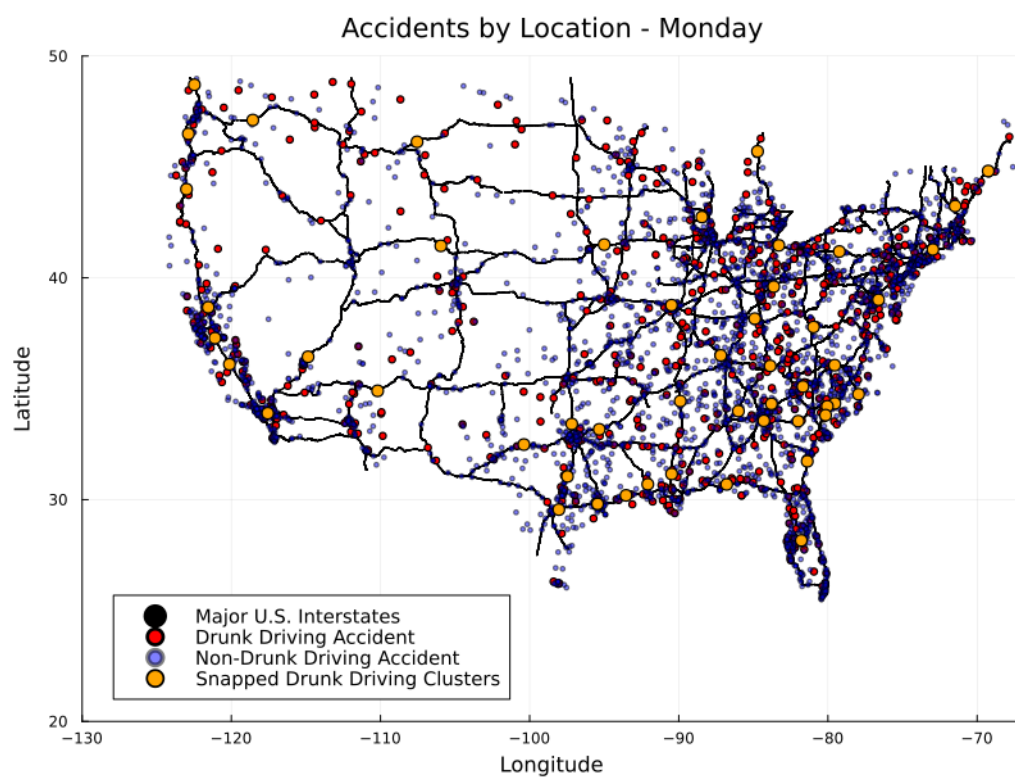 Accidents by Location - Monday
50
40
30
20
−130
−120
−110
−100
−90
−80
−70
Latitude
Longitude
Major U.S. Interstates
Drunk Driving Accident
Non-Drunk Driving Accident
Snapped Drunk Driving Clusters